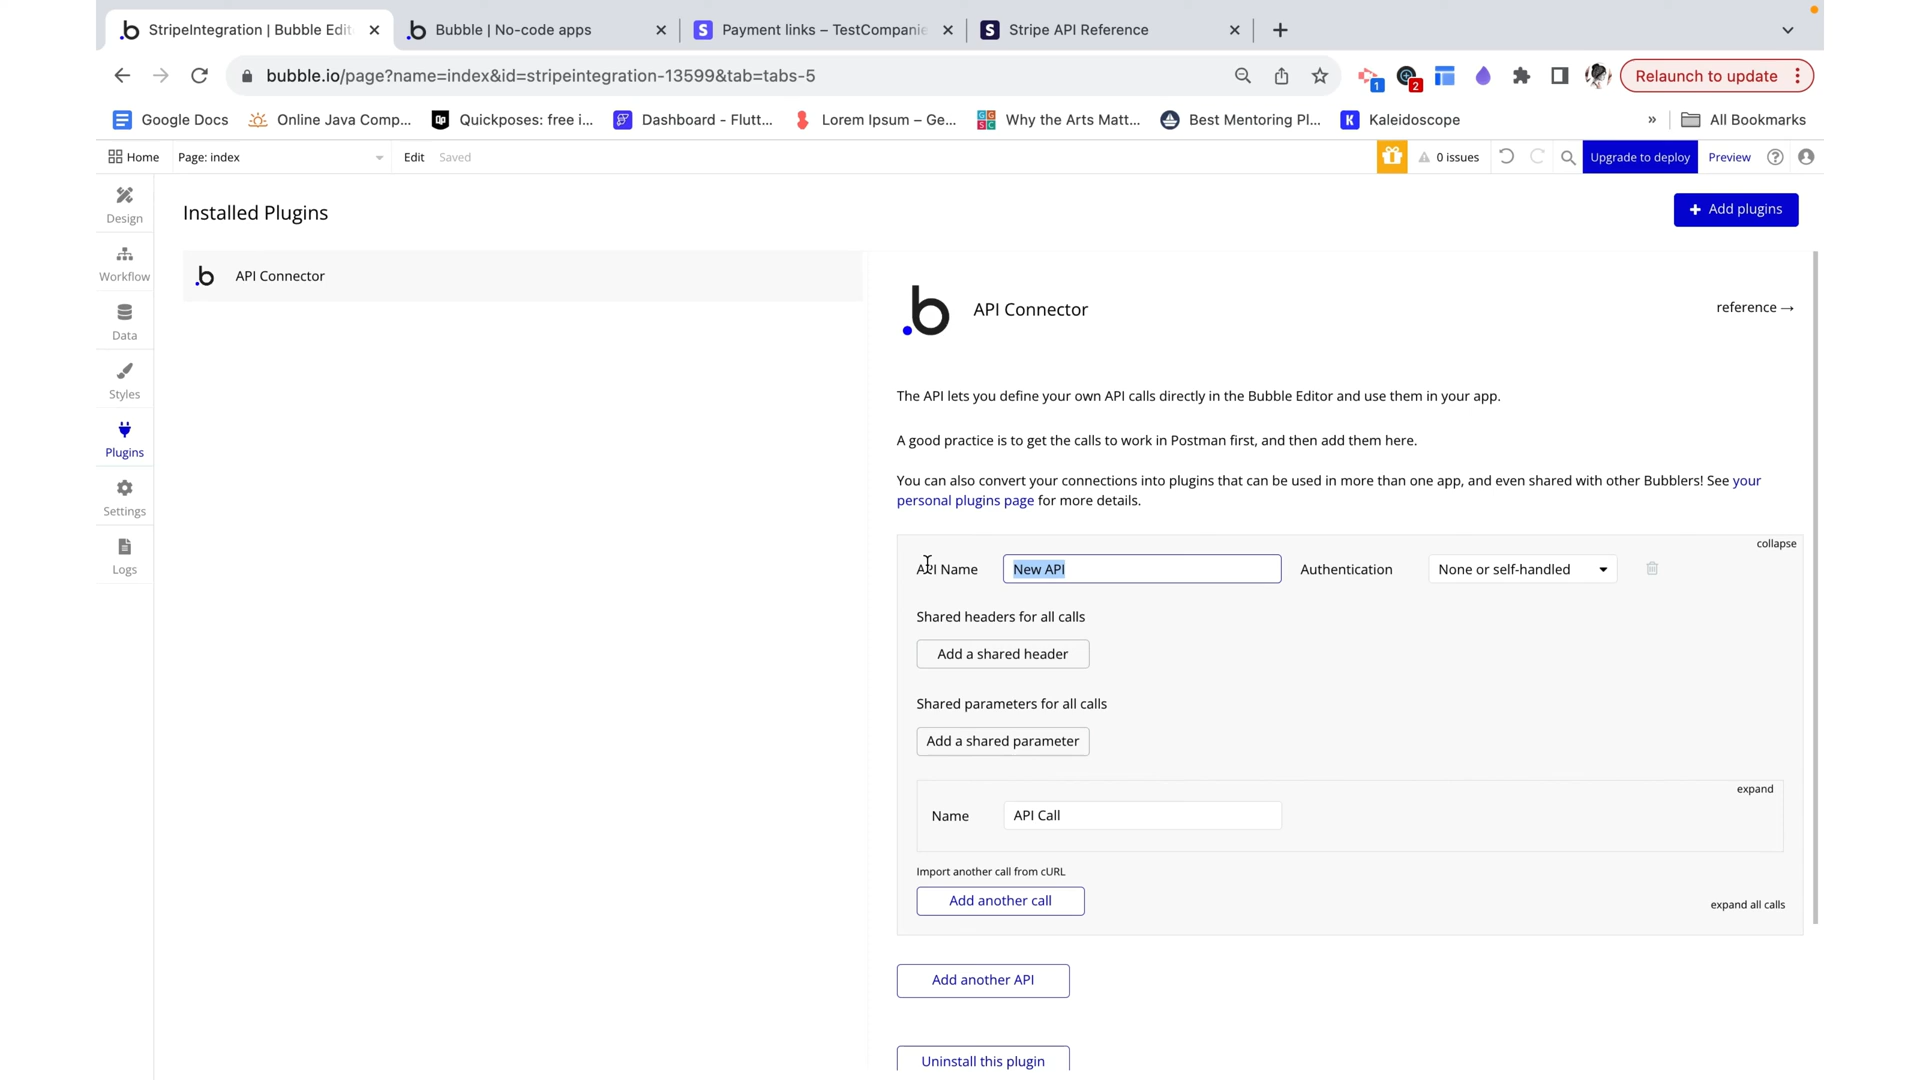 StripeIntegration | Bubble Edit
Bubble | No-code apps
Payment links – TestCompanie
Stripe API Reference
bubble.io/page?name=index&id=stripeintegration-13599&tab=tabs-5
1
2
Relaunch to update
Google Docs
Online Java Comp...
Quickposes: free i...
Dashboard - Flutt...
Lorem Ipsum – Ge...
Why the Arts Matt...
Best Mentoring Pl...
Kaleidoscope
»
All Bookmarks
Home
Page: index
Edit
Saved
0 issues
Upgrade to deploy
Preview
Design
Workflow
Data
Styles
Plugins
Settings
Logs
Installed Plugins
+ Add plugins
API Connector
API Connector
reference →
The API lets you define your own API calls directly in the Bubble Editor and use them in your app.
A good practice is to get the calls to work in Postman first, and then add them here.
You can also convert your connections into plugins that can be used in more than one app, and even shared with other Bubblers! See your
personal plugins page for more details.
collapse
API Name
New API
Authentication
None or self-handled
Shared headers for all calls
Add a shared header
Shared parameters for all calls
Add a shared parameter
expand
Name
API Call
Import another call from cURL
Add another call
expand all calls
Add another API
Uninstall this plugin